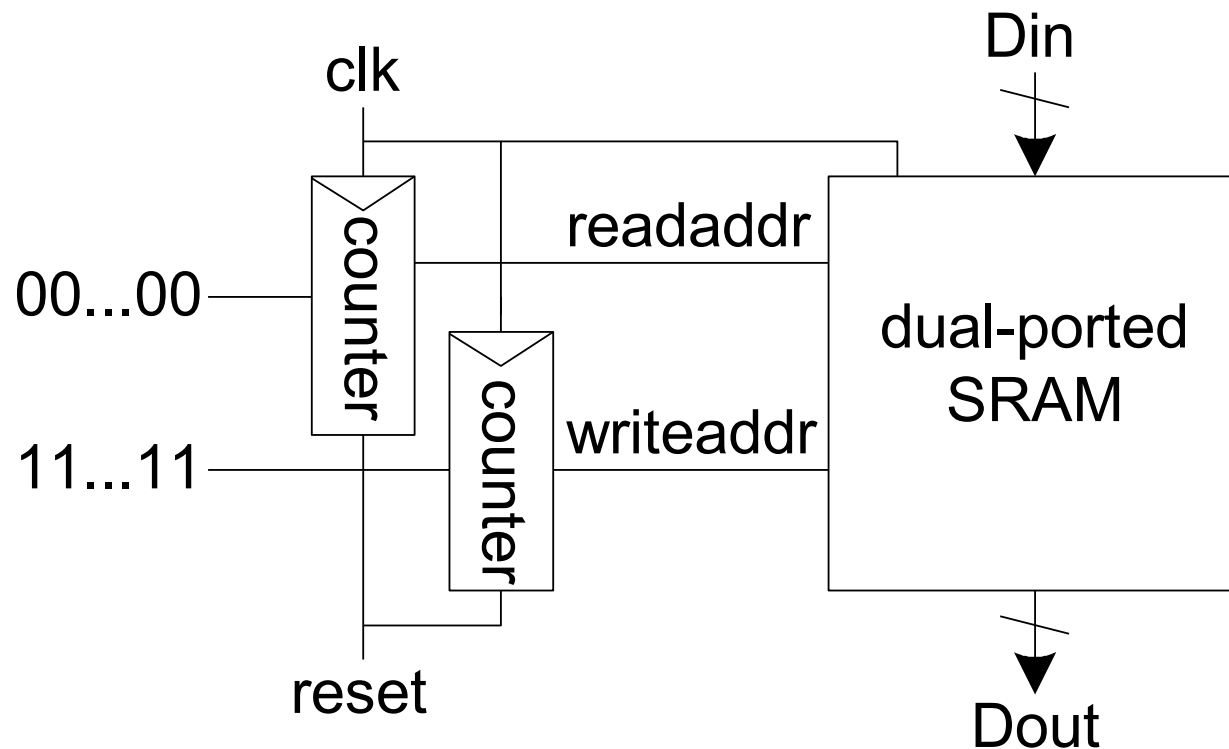 Din
clk
readaddr
counter
00...00
dual-ported
SRAM
counter
writeaddr
11...11
reset
Dout